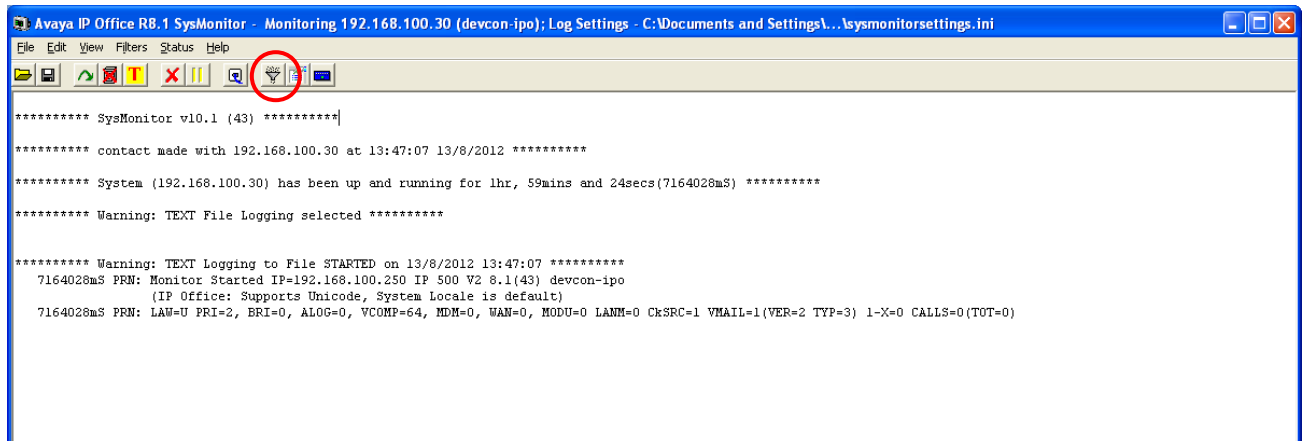 Avaya IP Office R8.1 SysMonitor - Monitoring 192.168.100.30 (devcon-ipo); Log Settings - C:\Documents and Settings\...\sysmonitorsettings.ini
File Edit View Filters Status Help
T
********** SysMonitor v10.1 (43) **********
********** contact made with 192.168.100.30 at 13:47:07 13/8/2012 **********
********** System (192.168.100.30) has been up and running for 1hr, 59mins and 24secs(7164028mS) **********
********** Warning: TEXT File Logging selected **********
********** Warning: TEXT Logging to File STARTED on 13/8/2012 13:47:07 **********
7164028mS PRN: Monitor Started IP=192.168.100.250 IP 500 V2 8.1(43) devcon-ipo
(IP Office: Supports Unicode, System Locale is default)
7164028mS PRN: LAW=U PRI=2, BRI=0, ALOG=0, VCOMP=64, MDM=0, WAN=0, MODU=0 LANM=0 CkSRC=1 VMAIL=1(VER=2 TYP=3) 1-X=0 CALLS=0(TOT=0)